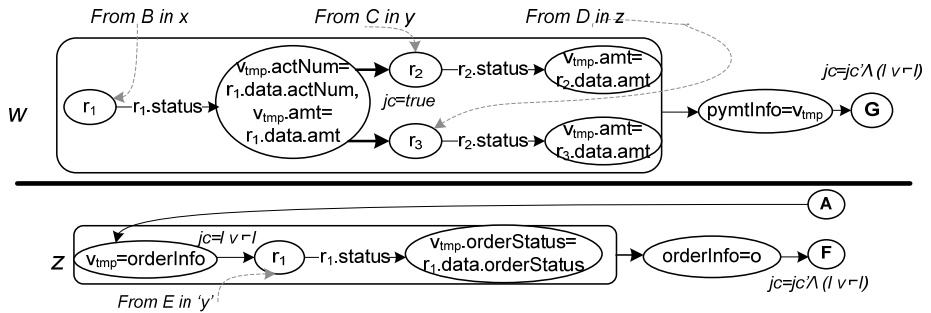 From B in x
From C in y
From D in z
w
r1
r1.status
vtmp.actNum=
r1.data.actNum,
vtmp.amt=
r1.data.amt
r2
jc=true
r3
r2.status
r2.status
vtmp.amt=
r2.data.amt
vtmp.amt=
r3.data.amt
pymtInfo=vtmp
jc=jc'Λ (l v ⌐l)
G
A
z
vtmp=orderInfo
jc=l v ⌐l
r1
r1.status
vtmp.orderStatus=
r1.data.orderStatus
orderInfo=o
F
jc=jc'Λ (l v ⌐l)
From E in ‘y’